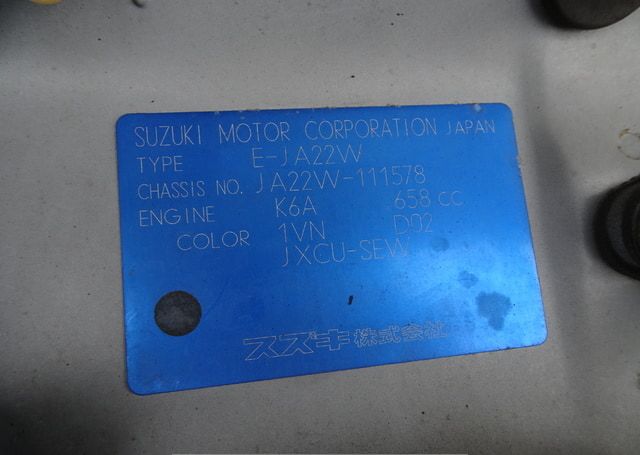 SUZUKI MOTOR CORPORATION JAPAN
TYPE E-JA22W
CHASSIS NO. JA22W-111578
ENGINE K6A 658 CC
COLOR 1VN D02
JXCU-SEW
スズキ株式会社